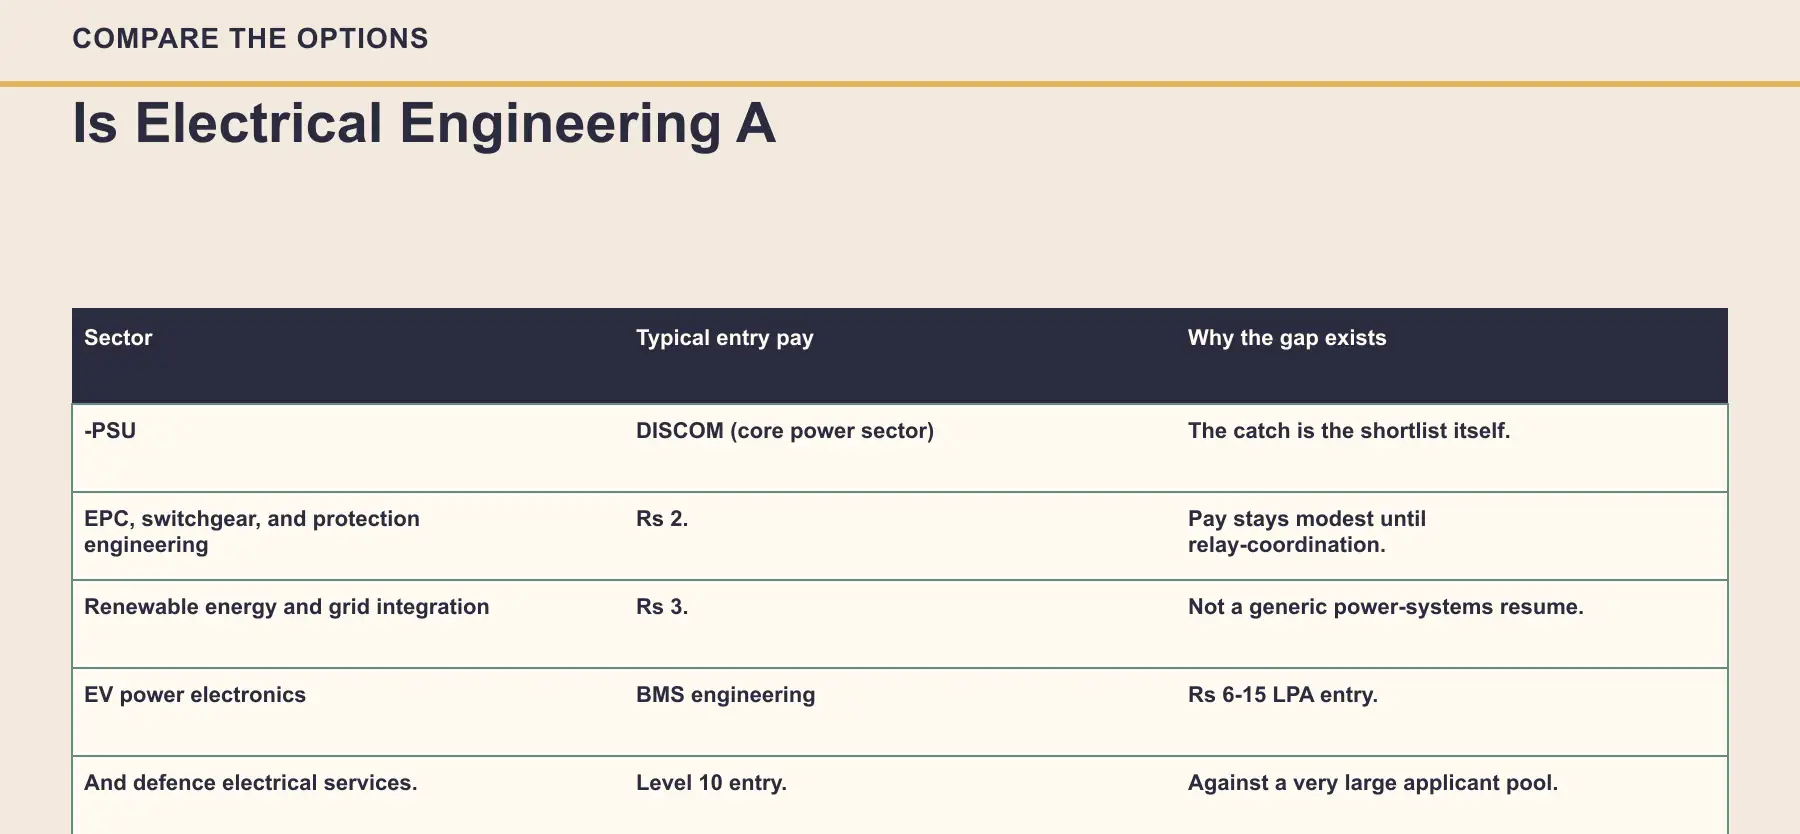 COMPARE THE OPTIONS
Is Electrical Engineering A
Sector
Typical entry pay
Why the gap exists
-PSU
DISCOM (core power sector)
The catch is the shortlist itself.
EPC, switchgear, and protection
engineering
Rs 2.
Pay stays modest until
relay-coordination.
Renewable energy and grid integration
Rs 3.
Not a generic power-systems resume.
EV power electronics
BMS engineering
Rs 6-15 LPA entry.
And defence electrical services.
Level 10 entry.
Against a very large applicant pool.